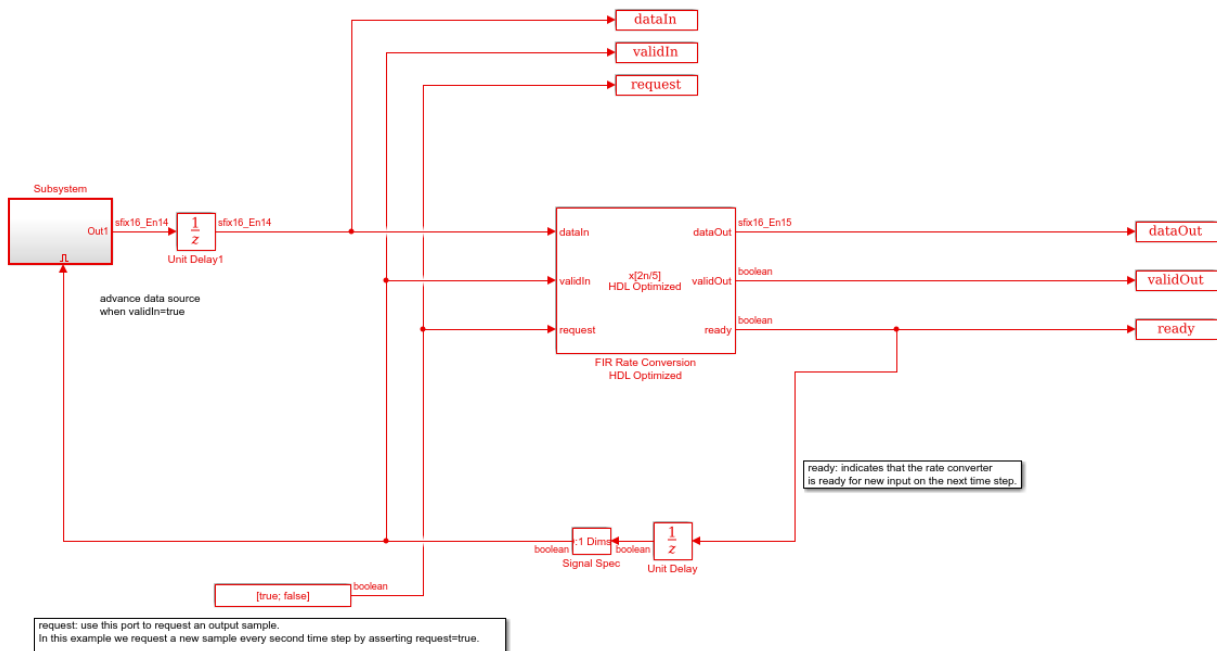 dataIn
validIn
request
Subsystem
Out1
sfix16_En14
1
z
sfix16_En14
Unit Delay1
advance data source
when validIn=true
dataIn
validIn
request
x[2n/5]
HDL Optimized
dataOut
validOut
ready
FIR Rate Conversion
HDL Optimized
sfix16_En15
boolean
boolean
dataOut
validOut
ready
ready: indicates that the rate converter
is ready for new input on the next time step.
boolean
:1 Dims
Signal Spec
boolean
1
z
Unit Delay
[true; false]
boolean
request: use this port to request an output sample.
In this example we request a new sample every second time step by asserting request=true.